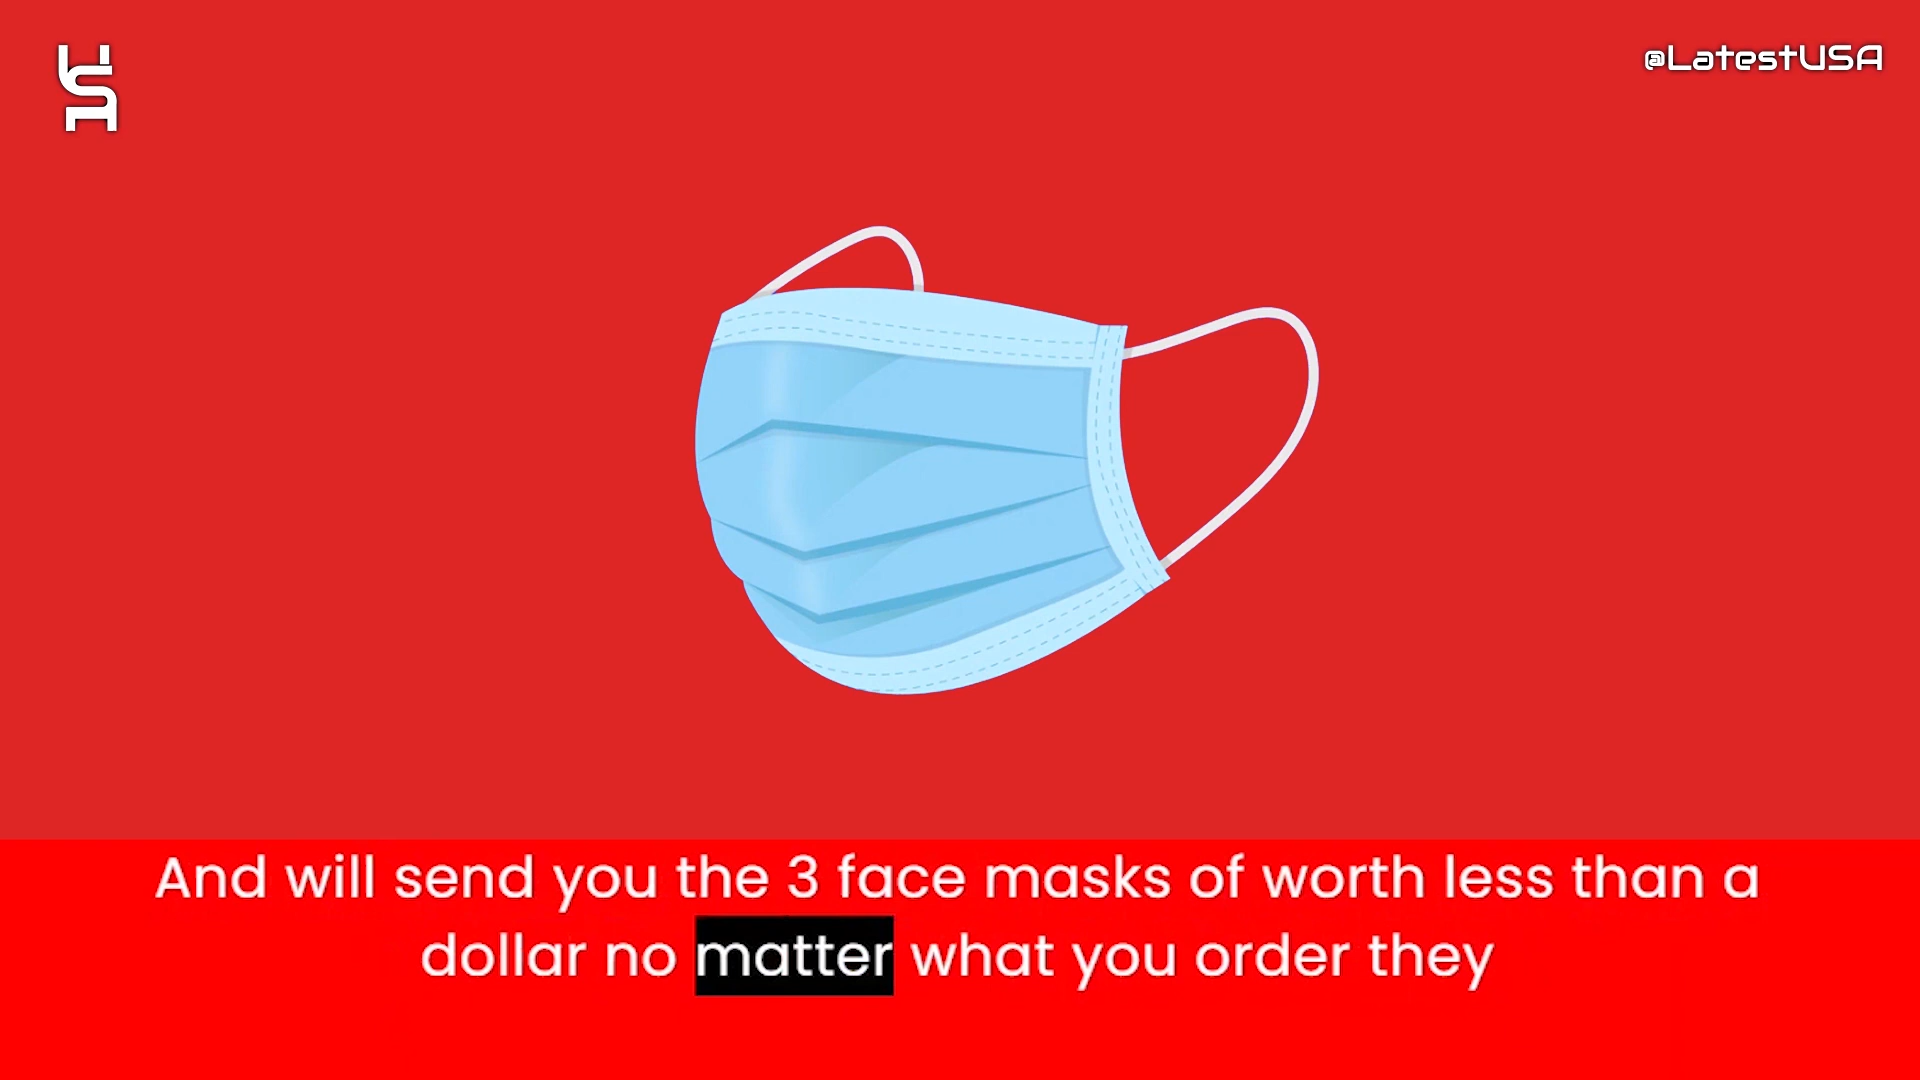 USA
@LatestUSA
And will send you the 3 face masks of worth less than a
dollar no matter what you order they